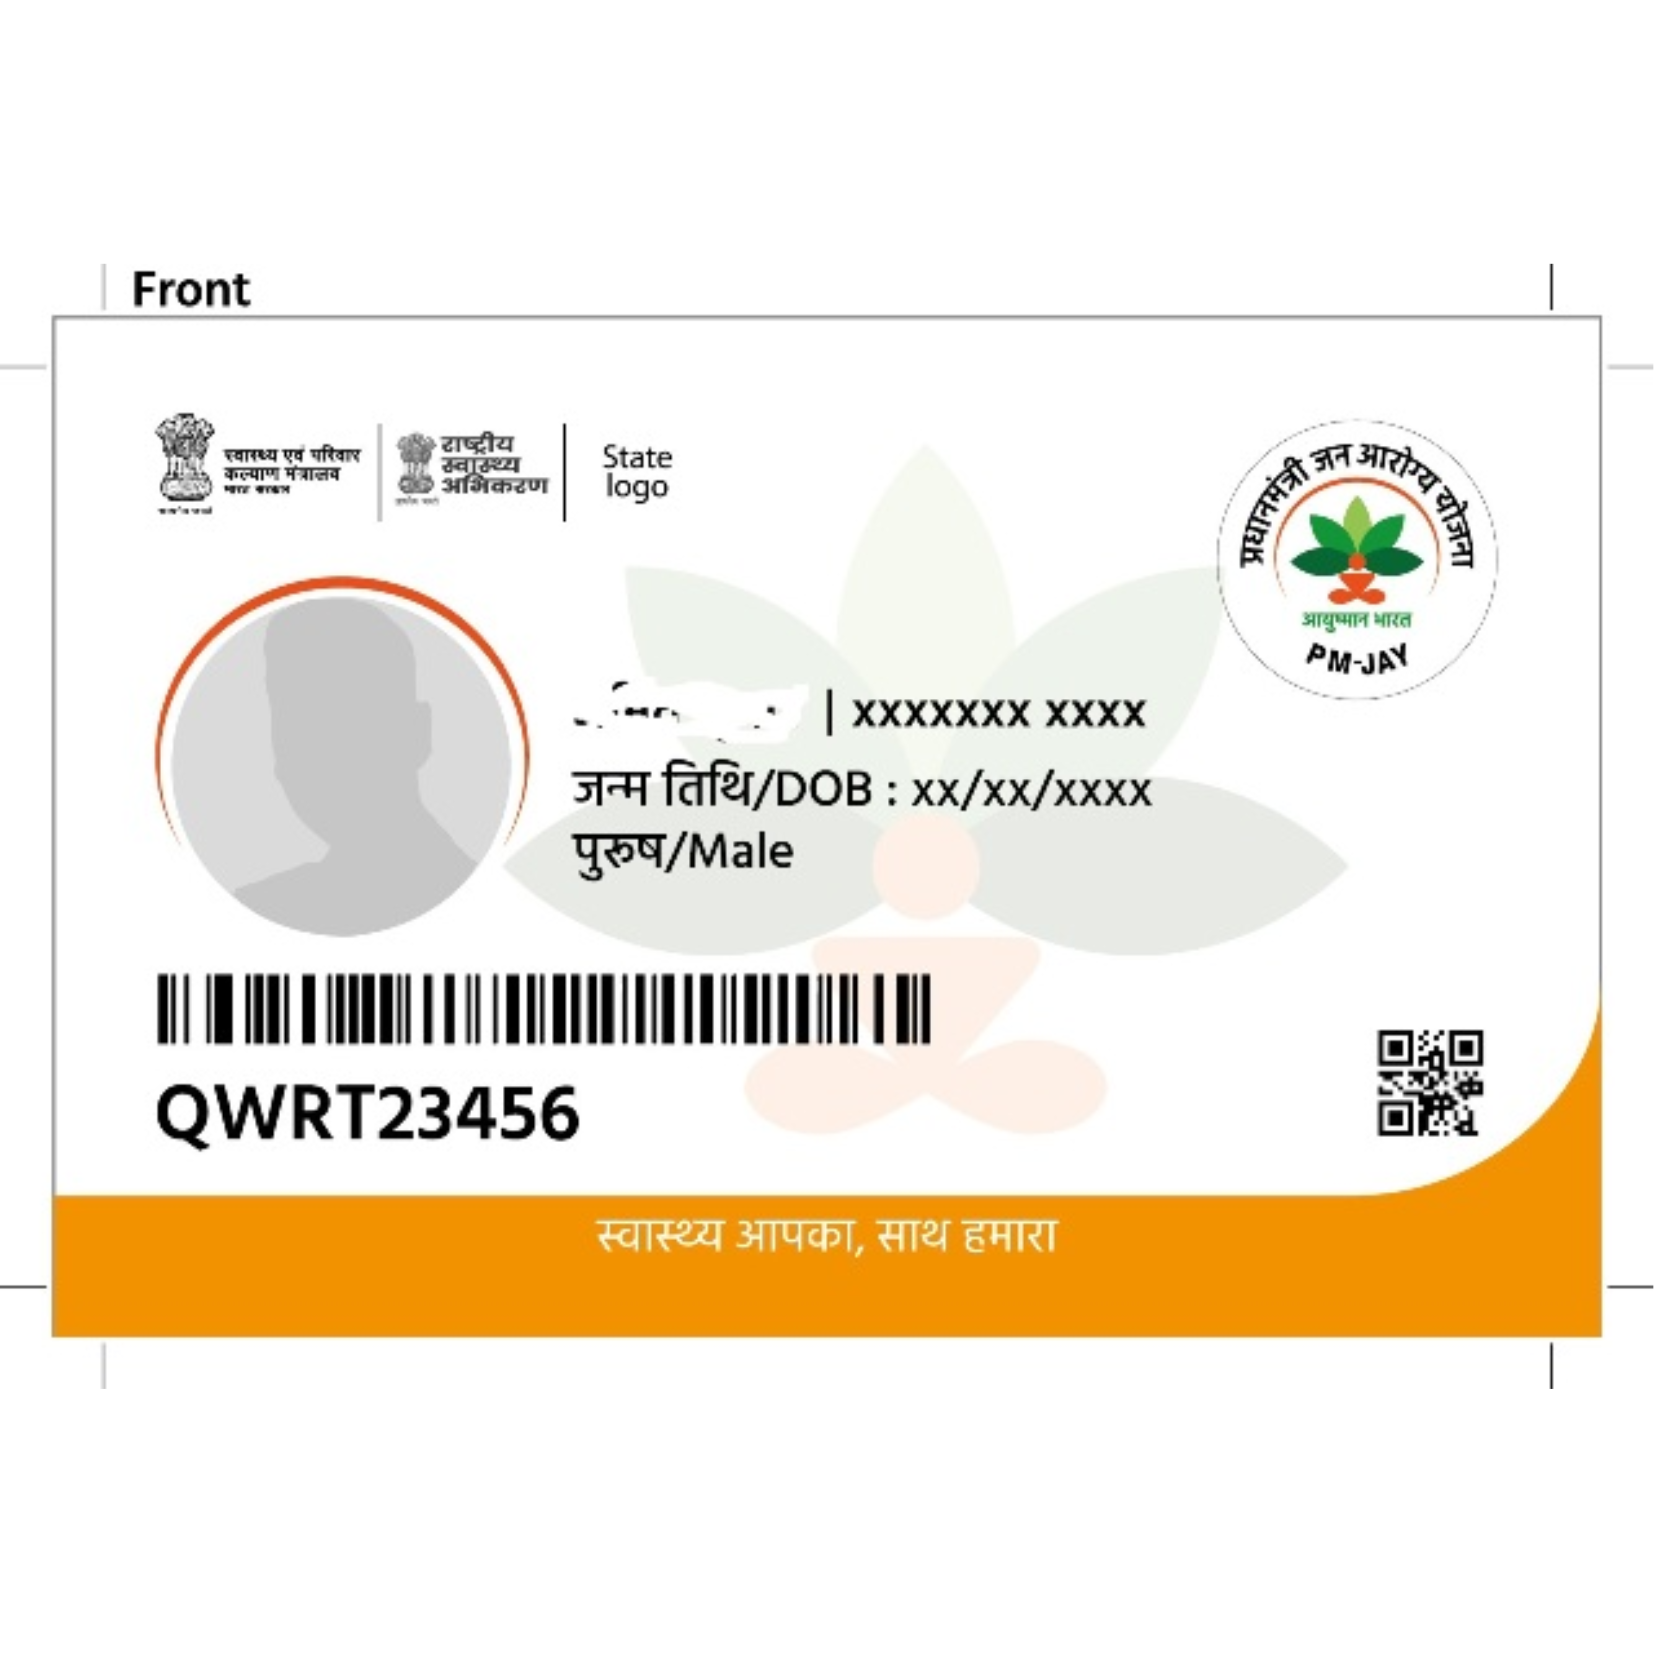 Front
स्वास्थ्य एवं परिवार
कल्याण मंत्रालय
भारत सरकार
राष्ट्रीय
स्वास्थ्य
अभिकरण
State
logo
प्रधानमंत्री जन आरोग्य योजना
आयुष्मान भारत
PM-JAY
| xxxxxxx xxxx
जन्म तिथि/DOB : xx/xx/xxxx
पुरूष/Male
QWRT23456
स्वास्थ्य आपका, साथ हमारा